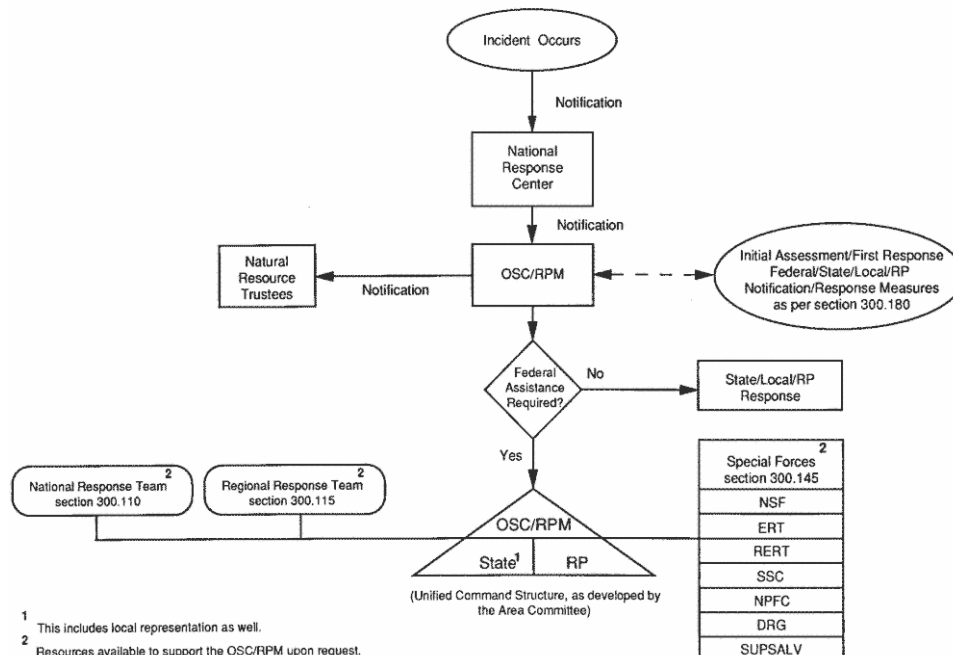 Incident Occurs
Notification
National
Response
Center
Notification
Natural
Resource
Trustees
Notification
OSC/RPM
Initial Assessment/First Response
Federal/State/Local/RP
Notification/Response Measures
as per section 300.180
Federal
Assistance
Required?
No
State/Local/RP
Response
Yes
National Response Team 2
section 300.110
Regional Response Team 2
section 300.115
OSC/RPM
State1 RP
(Unified Command Structure, as developed by
the Area Committee)
2
Special Forces
section 300.145
NSF
ERT
RERT
SSC
NPFC
DRG
SUPSALV
1 This includes local representation as well.
2 Resources available to support the OSC/RPM upon request.